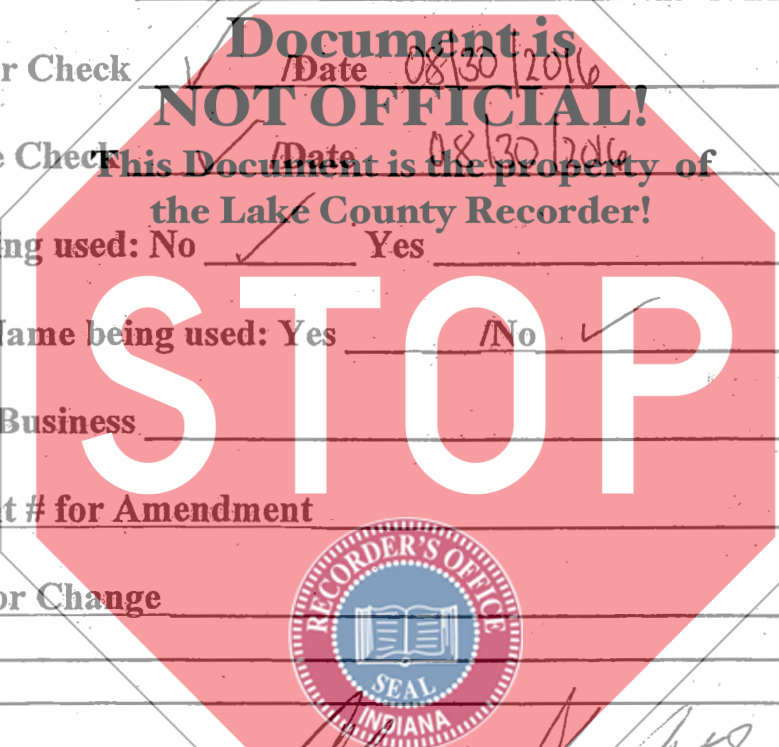 Document is
r Check ✓ /Date 08/30/2016
NOT OFFICIAL!
e Check ✓ /Date 08/30/2016
This Document is the property of
the Lake County Recorder!
ng used: No ✓ Yes
Name being used: Yes /No ✓
STOP
Business
t # for Amendment
or Change
RECORDER'S OFFICE
SEAL
INDIANA